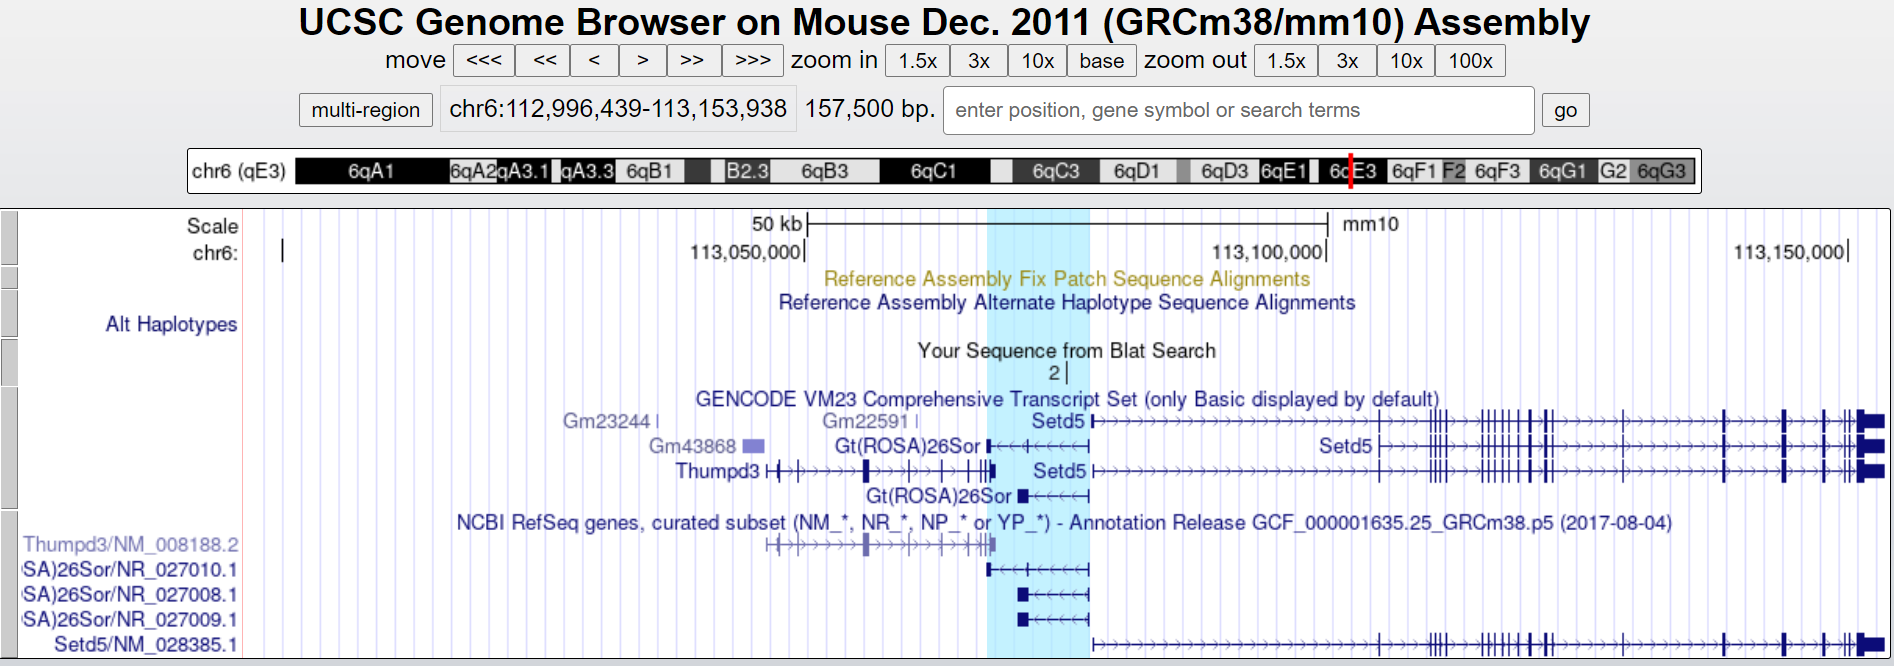 UCSC Genome Browser on Mouse Dec. 2011 (GRCm38/mm10) Assembly
move <<< << < > >> >>> zoom in 1.5x 3x 10x base zoom out 1.5x 3x 10x 100x
multi-region chr6:112,996,439-113,153,938 157,500 bp. enter position, gene symbol or search terms go
chr6 (qE3) 6qA1 6qA2 qA3.1 qA3.3 6qB1 B2.3 6qB3 6qC1 6qC3 6qD1 6qD3 6qE1 6qE3 6qF1 F2 6qF3 6qG1 G2 6qG3
Scale 50 kb mm10
chr6: 113,050,000 113,100,000 113,150,000
Reference Assembly Fix Patch Sequence Alignments
Reference Assembly Alternate Haplotype Sequence Alignments
Alt Haplotypes
Your Sequence from Blat Search
2
GENCODE VM23 Comprehensive Transcript Set (only Basic displayed by default)
Gm23244 Gm22591 Setd5
Gm43868 Gt(ROSA)26Sor Setd5
Thumpd3 Setd5
Gt(ROSA)26Sor
NCBI RefSeq genes, curated subset (NM_*, NR_*, NP_* or YP_*) - Annotation Release GCF_000001635.25_GRCm38.p5 (2017-08-04)
Thumpd3/NM_008188.2
SA)26Sor/NR_027010.1
SA)26Sor/NR_027008.1
SA)26Sor/NR_027009.1
Setd5/NM_028385.1